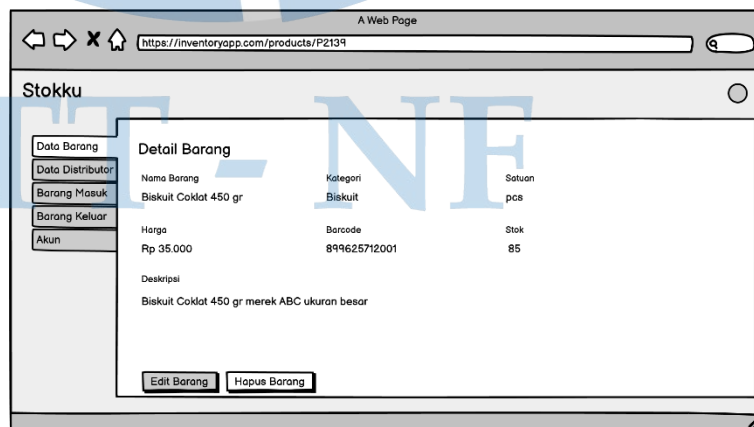 A Web Page
https://inventoryapp.com/products/P2139
Stokku
TT - NF
Data Barang
Data Distributor
Barang Masuk
Barang Keluar
Akun
Detail Barang
Nama Barang Kategori Satuan
Biskuit Coklat 450 gr Biskuit pcs
Harga Barcode Stok
Rp 35.000 899625712001 85
Deskripsi
Biskuit Coklat 450 gr merek ABC ukuran besar
Edit Barang Hapus Barang